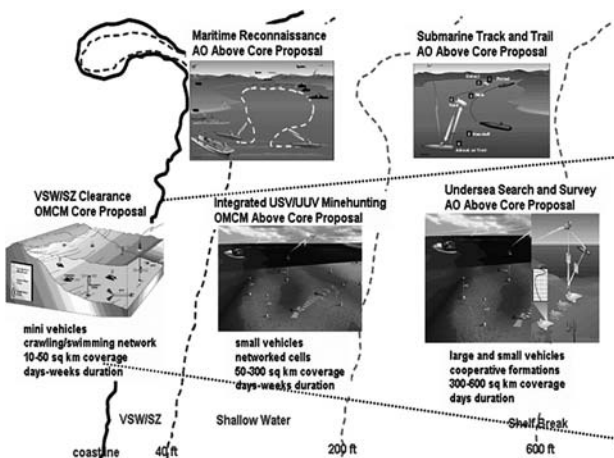 Maritime Reconnaissance
AO Above Core Proposal
Submarine Track and Trail
AO Above Core Proposal
VSW/SZ Clearance
OMCM Core Proposal
Integrated USV/UUV Minehunting
OMCM Above Core Proposal
Undersea Search and Survey
AO Above Core Proposal
mini vehicles
crawling/swimming network
10-50 sq km coverage
days-weeks duration
small vehicles
networked cells
50-300 sq km coverage
days-weeks duration
large and small vehicles
cooperative formations
300-600 sq km coverage
days duration
VSW/SZ
Shallow Water
Shelf Break
coastline
40 ft
200 ft
600 ft